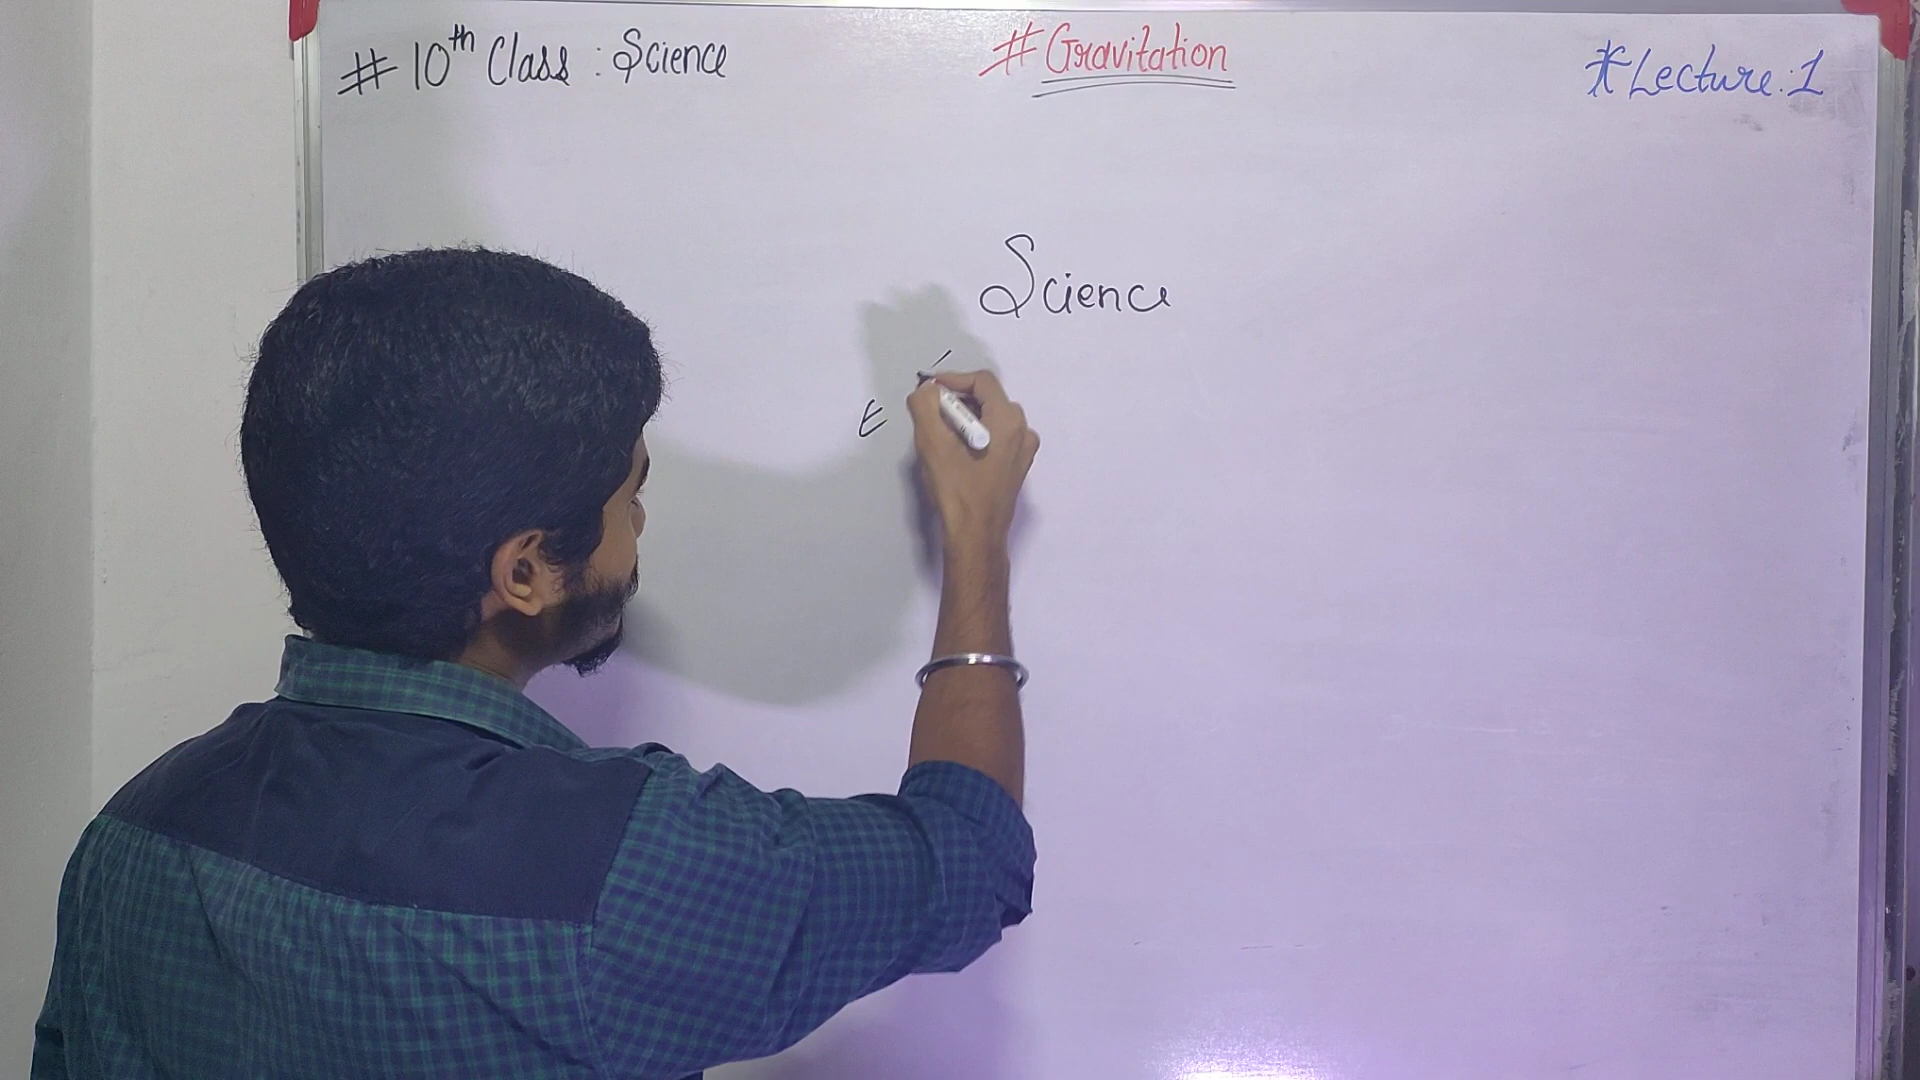 # 10th Class : Science
# Gravitation
* Lecture : 1
Science
E